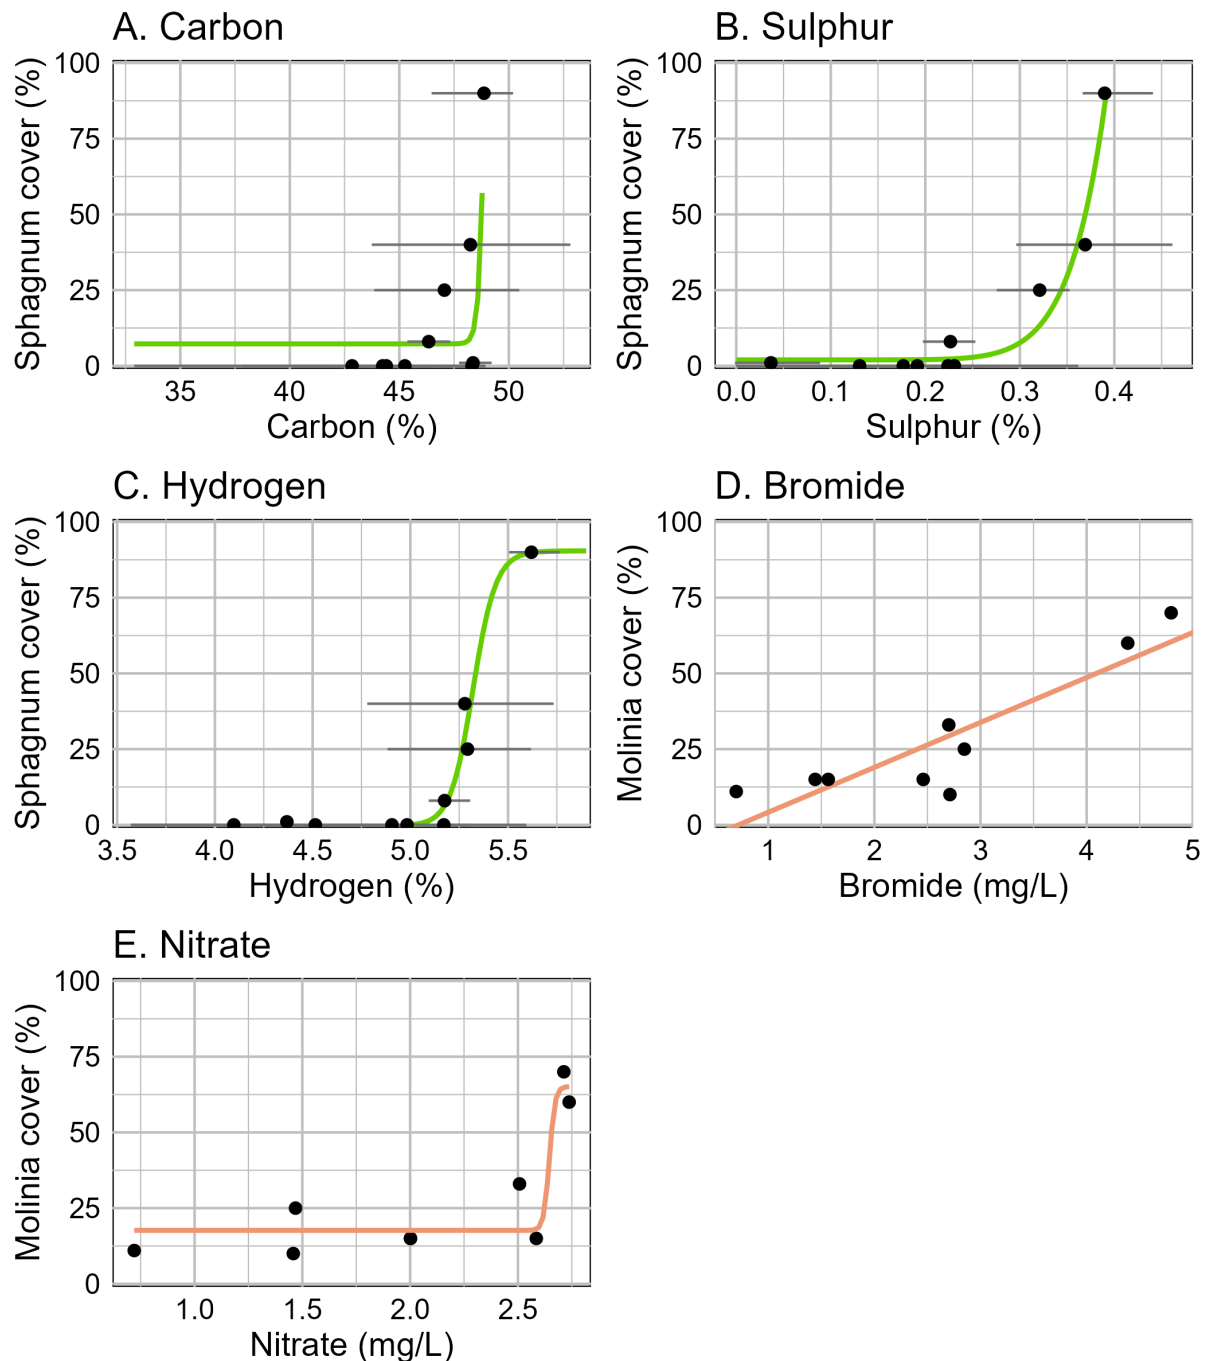 A. Carbon
Sphagnum cover (%)
100
75
50
25
0
35 40 45 50
Carbon (%)
B. Sulphur
Sphagnum cover (%)
100
75
50
25
0
0.0 0.1 0.2 0.3 0.4
Sulphur (%)
C. Hydrogen
Sphagnum cover (%)
100
75
50
25
0
3.5 4.0 4.5 5.0 5.5
Hydrogen (%)
D. Bromide
Molinia cover (%)
100
75
50
25
0
1 2 3 4 5
Bromide (mg/L)
E. Nitrate
Molinia cover (%)
100
75
50
25
0
1.0 1.5 2.0 2.5
Nitrate (mg/L)